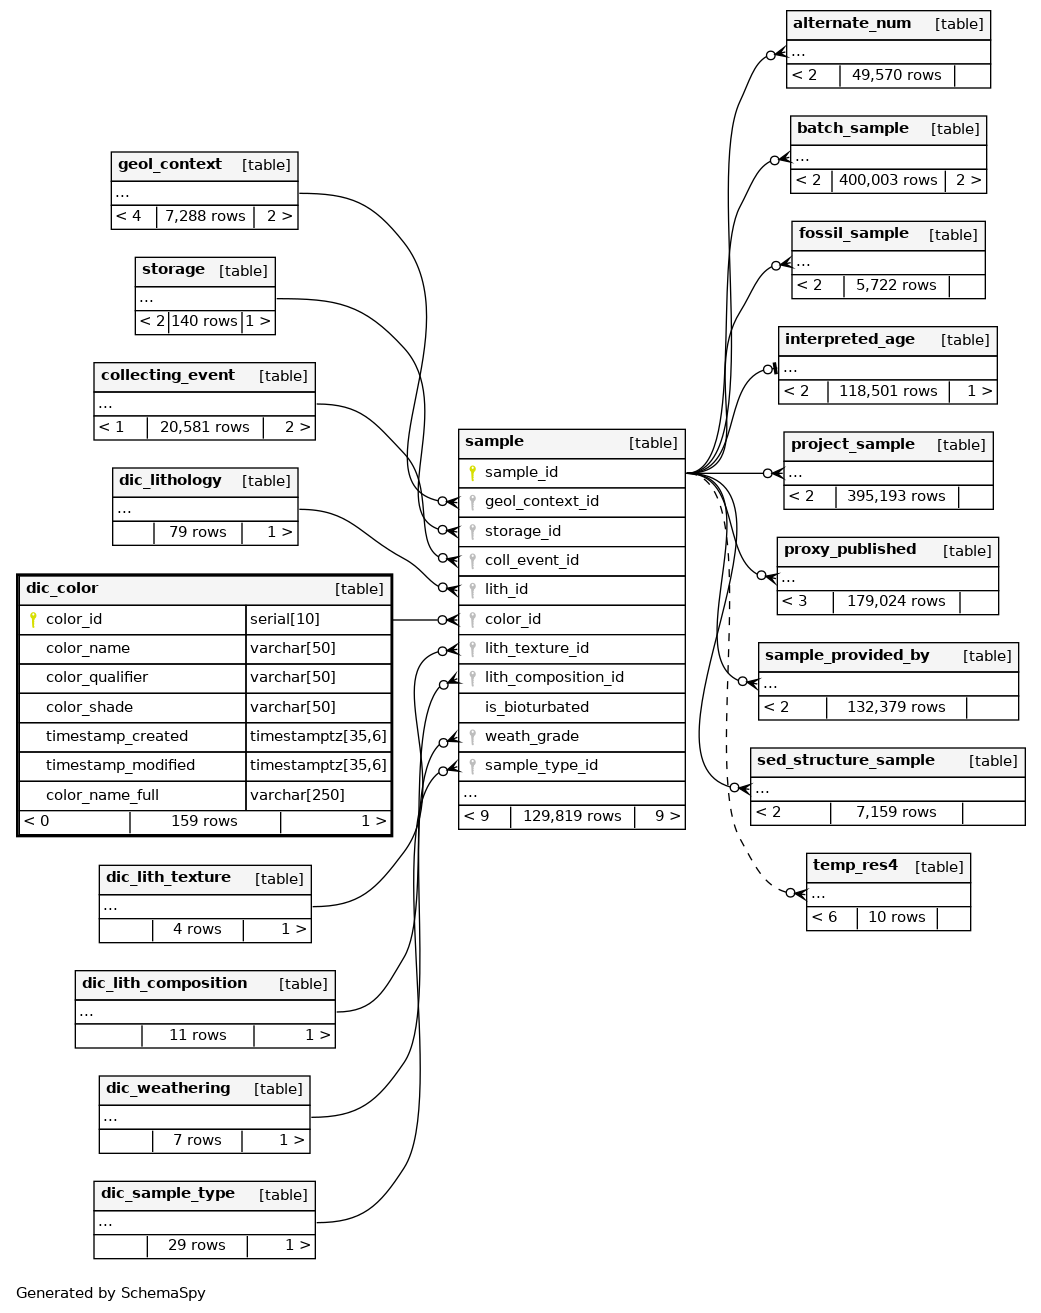 alternate_num [table]
...
< 2 49,570 rows
batch_sample [table]
...
< 2 400,003 rows 2 >
fossil_sample [table]
...
< 2 5,722 rows
interpreted_age [table]
...
< 2 118,501 rows 1 >
project_sample [table]
...
< 2 395,193 rows
proxy_published [table]
...
< 3 179,024 rows
sample_provided_by [table]
...
< 2 132,379 rows
sed_structure_sample [table]
...
< 2 7,159 rows
temp_res4 [table]
...
< 6 10 rows
geol_context [table]
...
< 4 7,288 rows 2 >
storage [table]
...
< 2 140 rows 1 >
collecting_event [table]
...
< 1 20,581 rows 2 >
dic_lithology [table]
...
79 rows 1 >
dic_color [table]
color_id serial[10]
color_name varchar[50]
color_qualifier varchar[50]
color_shade varchar[50]
timestamp_created timestamptz[35,6]
timestamp_modified timestamptz[35,6]
color_name_full varchar[250]
< 0 159 rows 1 >
sample [table]
sample_id
geol_context_id
storage_id
coll_event_id
lith_id
color_id
lith_texture_id
lith_composition_id
is_bioturbated
weath_grade
sample_type_id
...
< 9 129,819 rows 9 >
dic_lith_texture [table]
...
4 rows 1 >
dic_lith_composition [table]
...
11 rows 1 >
dic_weathering [table]
...
7 rows 1 >
dic_sample_type [table]
...
29 rows 1 >
Generated by SchemaSpy